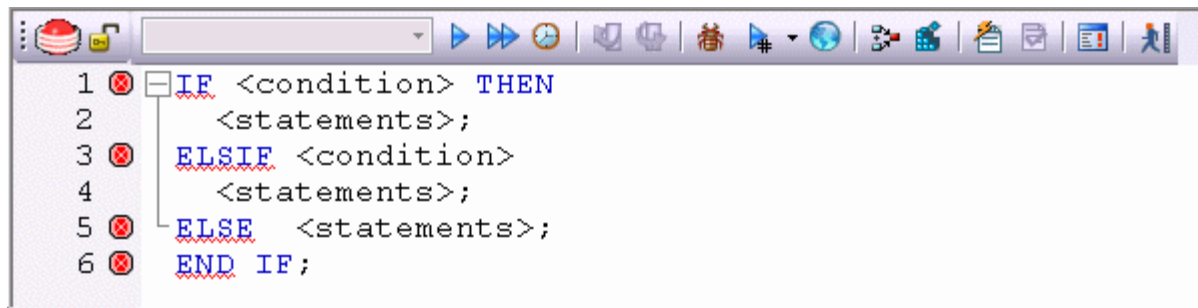 1 IF <condition> THEN
2 <statements>;
3 ELSIF <condition>
4 <statements>;
5 ELSE <statements>;
6 END IF;